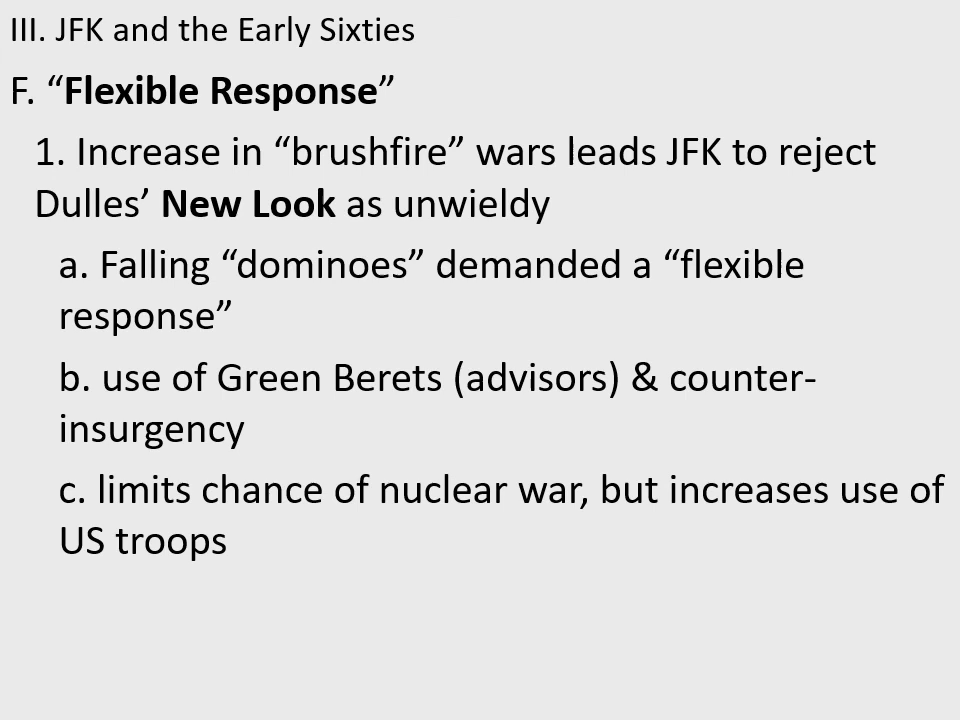 III. JFK and the Early Sixties
F. “Flexible Response”
1. Increase in “brushfire” wars leads JFK to reject
Dulles’ New Look as unwieldy
a. Falling “dominoes” demanded a “flexible
response”
b. use of Green Berets (advisors) & counter-
insurgency
c. limits chance of nuclear war, but increases use of
US troops